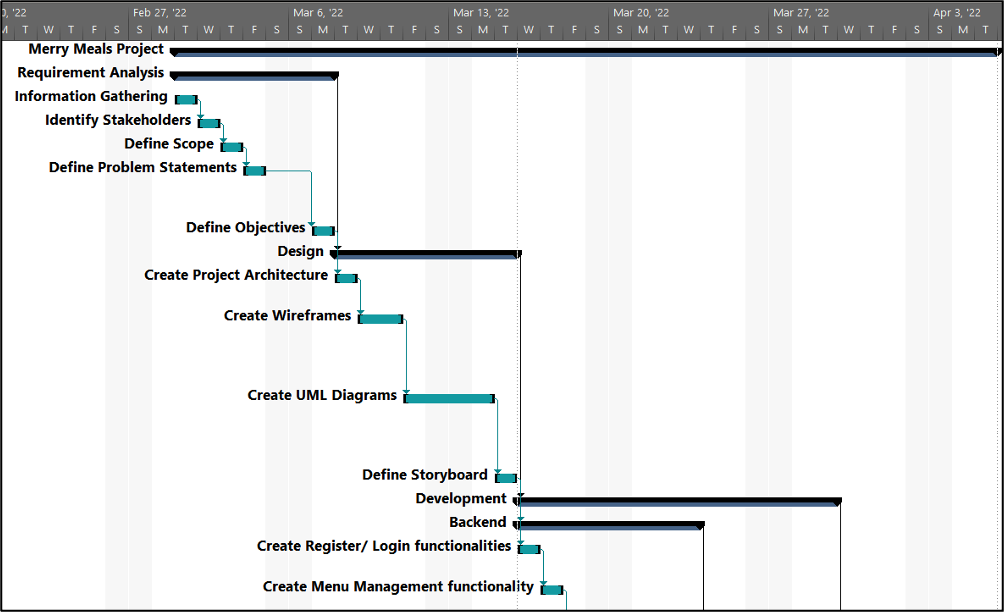 0, '22 Feb 27, '22 Mar 6, '22 Mar 13, '22 Mar 20, '22 Mar 27, '22 Apr 3, '22
M T W T F S S M T W T F S S M T W T F S S M T W T F S S M T W T F S S M T W T F S S M T
Merry Meals Project
Requirement Analysis
Information Gathering
Identify Stakeholders
Define Scope
Define Problem Statements
Define Objectives
Design
Create Project Architecture
Create Wireframes
Create UML Diagrams
Define Storyboard
Development
Backend
Create Register/ Login functionalities
Create Menu Management functionality